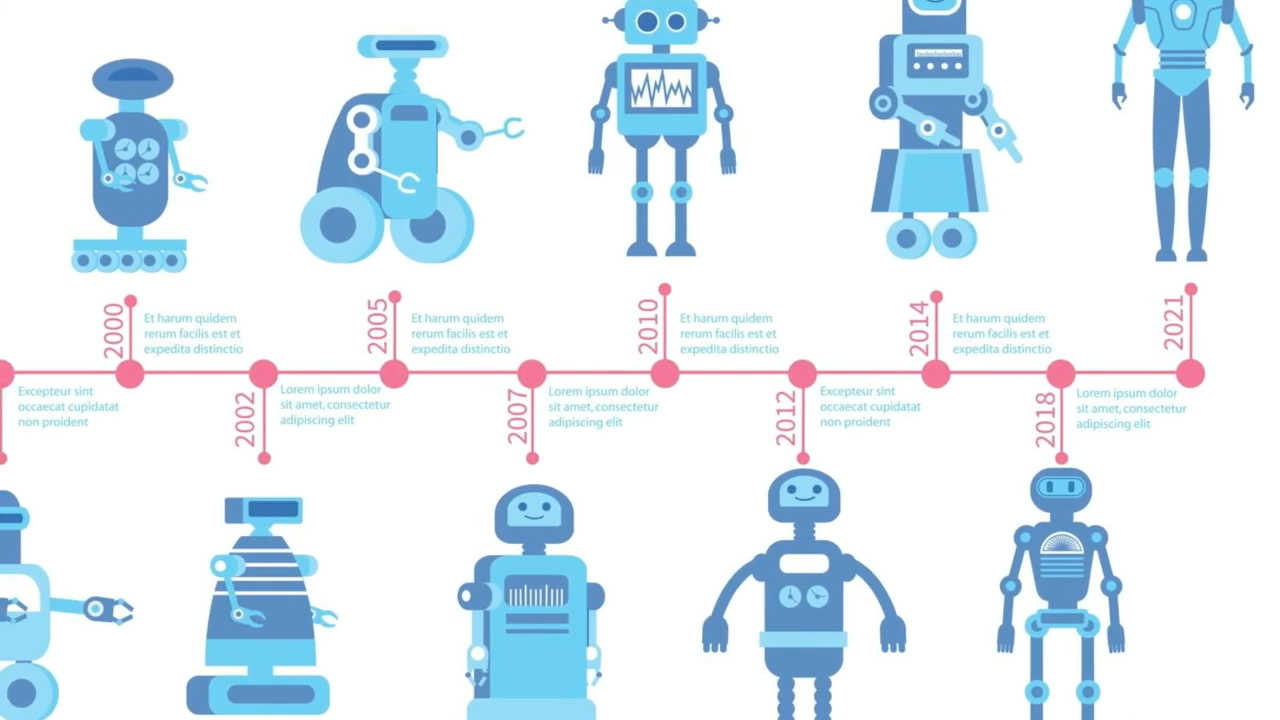 2000
Et harum quidem
rerum facilis est et
expedita distinctio
2005
Et harum quidem
rerum facilis est et
expedita distinctio
2010
Et harum quidem
rerum facilis est et
expedita distinctio
2014
Et harum quidem
rerum facilis est et
expedita distinctio
2021
Excepteur sint
occaecat cupidatat
non proident
2002
Lorem ipsum dolor
sit amet, consectetur
adipiscing elit
2007
Lorem ipsum dolor
sit amet, consectetur
adipiscing elit
2012
Excepteur sint
occaecat cupidatat
non proident
2018
Lorem ipsum dolor
sit amet, consectetur
adipiscing elit